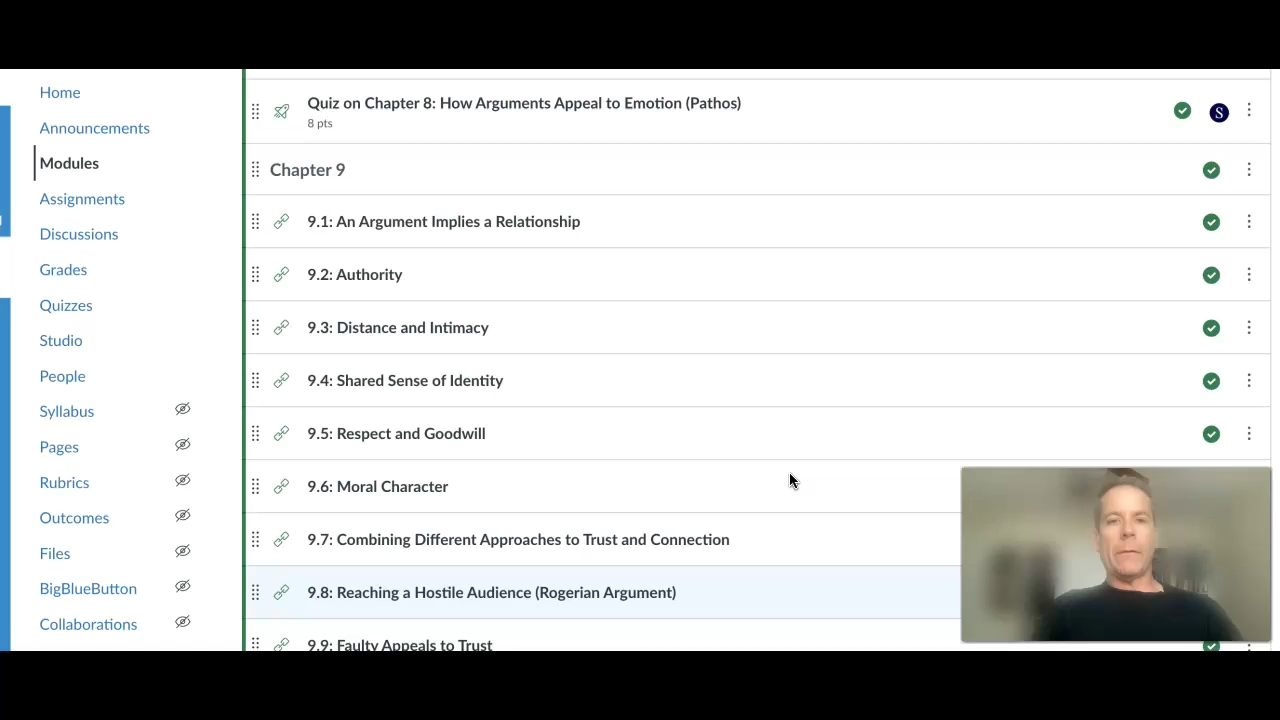 Home
Announcements
Modules
Assignments
Discussions
Grades
Quizzes
Studio
People
Syllabus
Pages
Rubrics
Outcomes
Files
BigBlueButton
Collaborations
Quiz on Chapter 8: How Arguments Appeal to Emotion (Pathos)
8 pts
S
Chapter 9
9.1: An Argument Implies a Relationship
9.2: Authority
9.3: Distance and Intimacy
9.4: Shared Sense of Identity
9.5: Respect and Goodwill
9.6: Moral Character
9.7: Combining Different Approaches to Trust and Connection
9.8: Reaching a Hostile Audience (Rogerian Argument)
9.9: Faulty Appeals to Trust